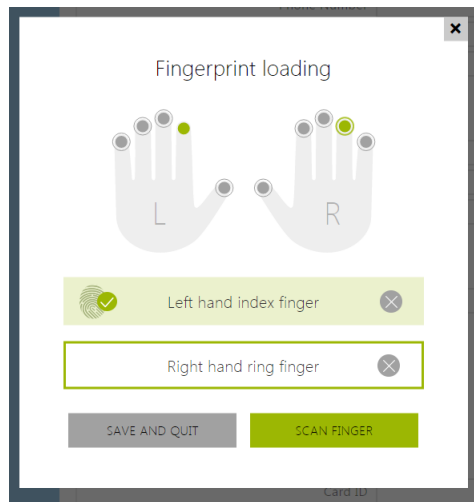 Phone Number
Fingerprint loading
L R
Left hand index finger
Right hand ring finger
SAVE AND QUIT SCAN FINGER
Card ID